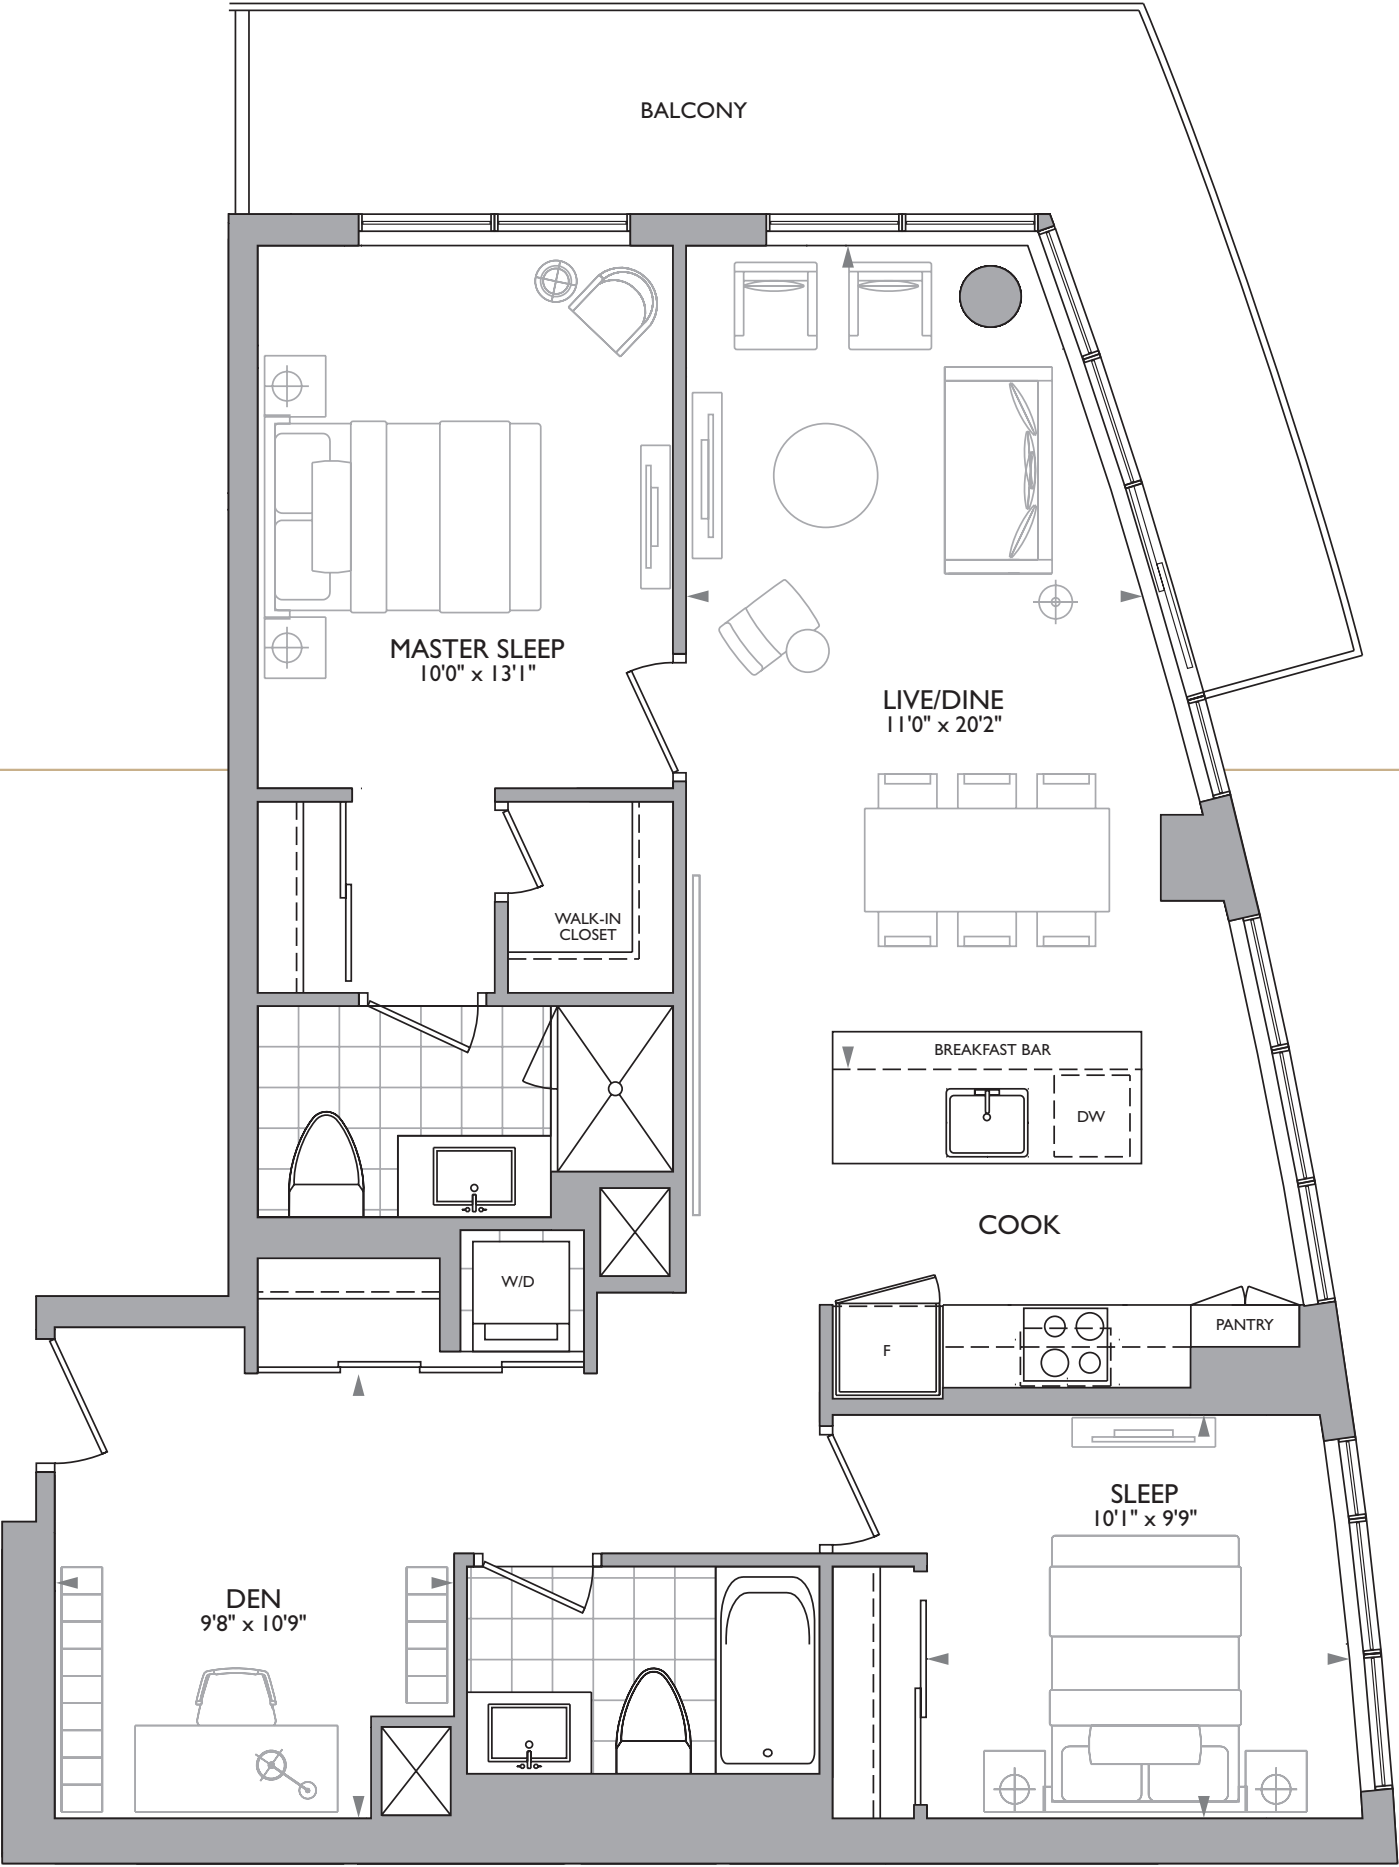 BALCONY
MASTER SLEEP
10'0" x 13'1"
LIVE/DINE
11'0" x 20'2"
WALK-IN
CLOSET
BREAKFAST BAR
DW
COOK
W/D
PANTRY
F
SLEEP
10'1" x 9'9"
DEN
9'8" x 10'9"